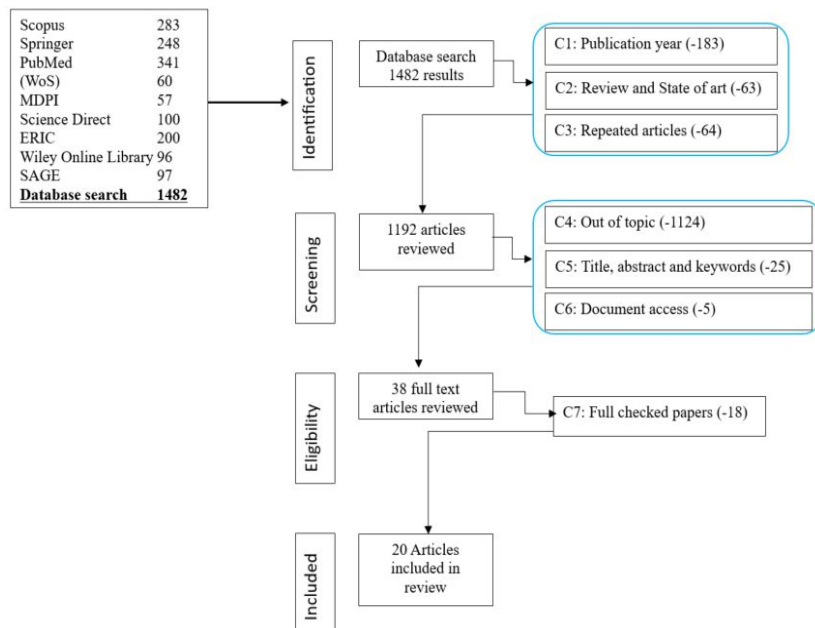 Scopus 283
Springer 248
PubMed 341
(WoS) 60
MDPI 57
Science Direct 100
ERIC 200
Wiley Online Library 96
SAGE 97
Database search 1482
Identification
Database search
1482 results
C1: Publication year (-183)
C2: Review and State of art (-63)
C3: Repeated articles (-64)
Screening
1192 articles
reviewed
C4: Out of topic (-1124)
C5: Title, abstract and keywords (-25)
C6: Document access (-5)
Eligibility
38 full text
articles reviewed
C7: Full checked papers (-18)
Included
20 Articles
included in
review